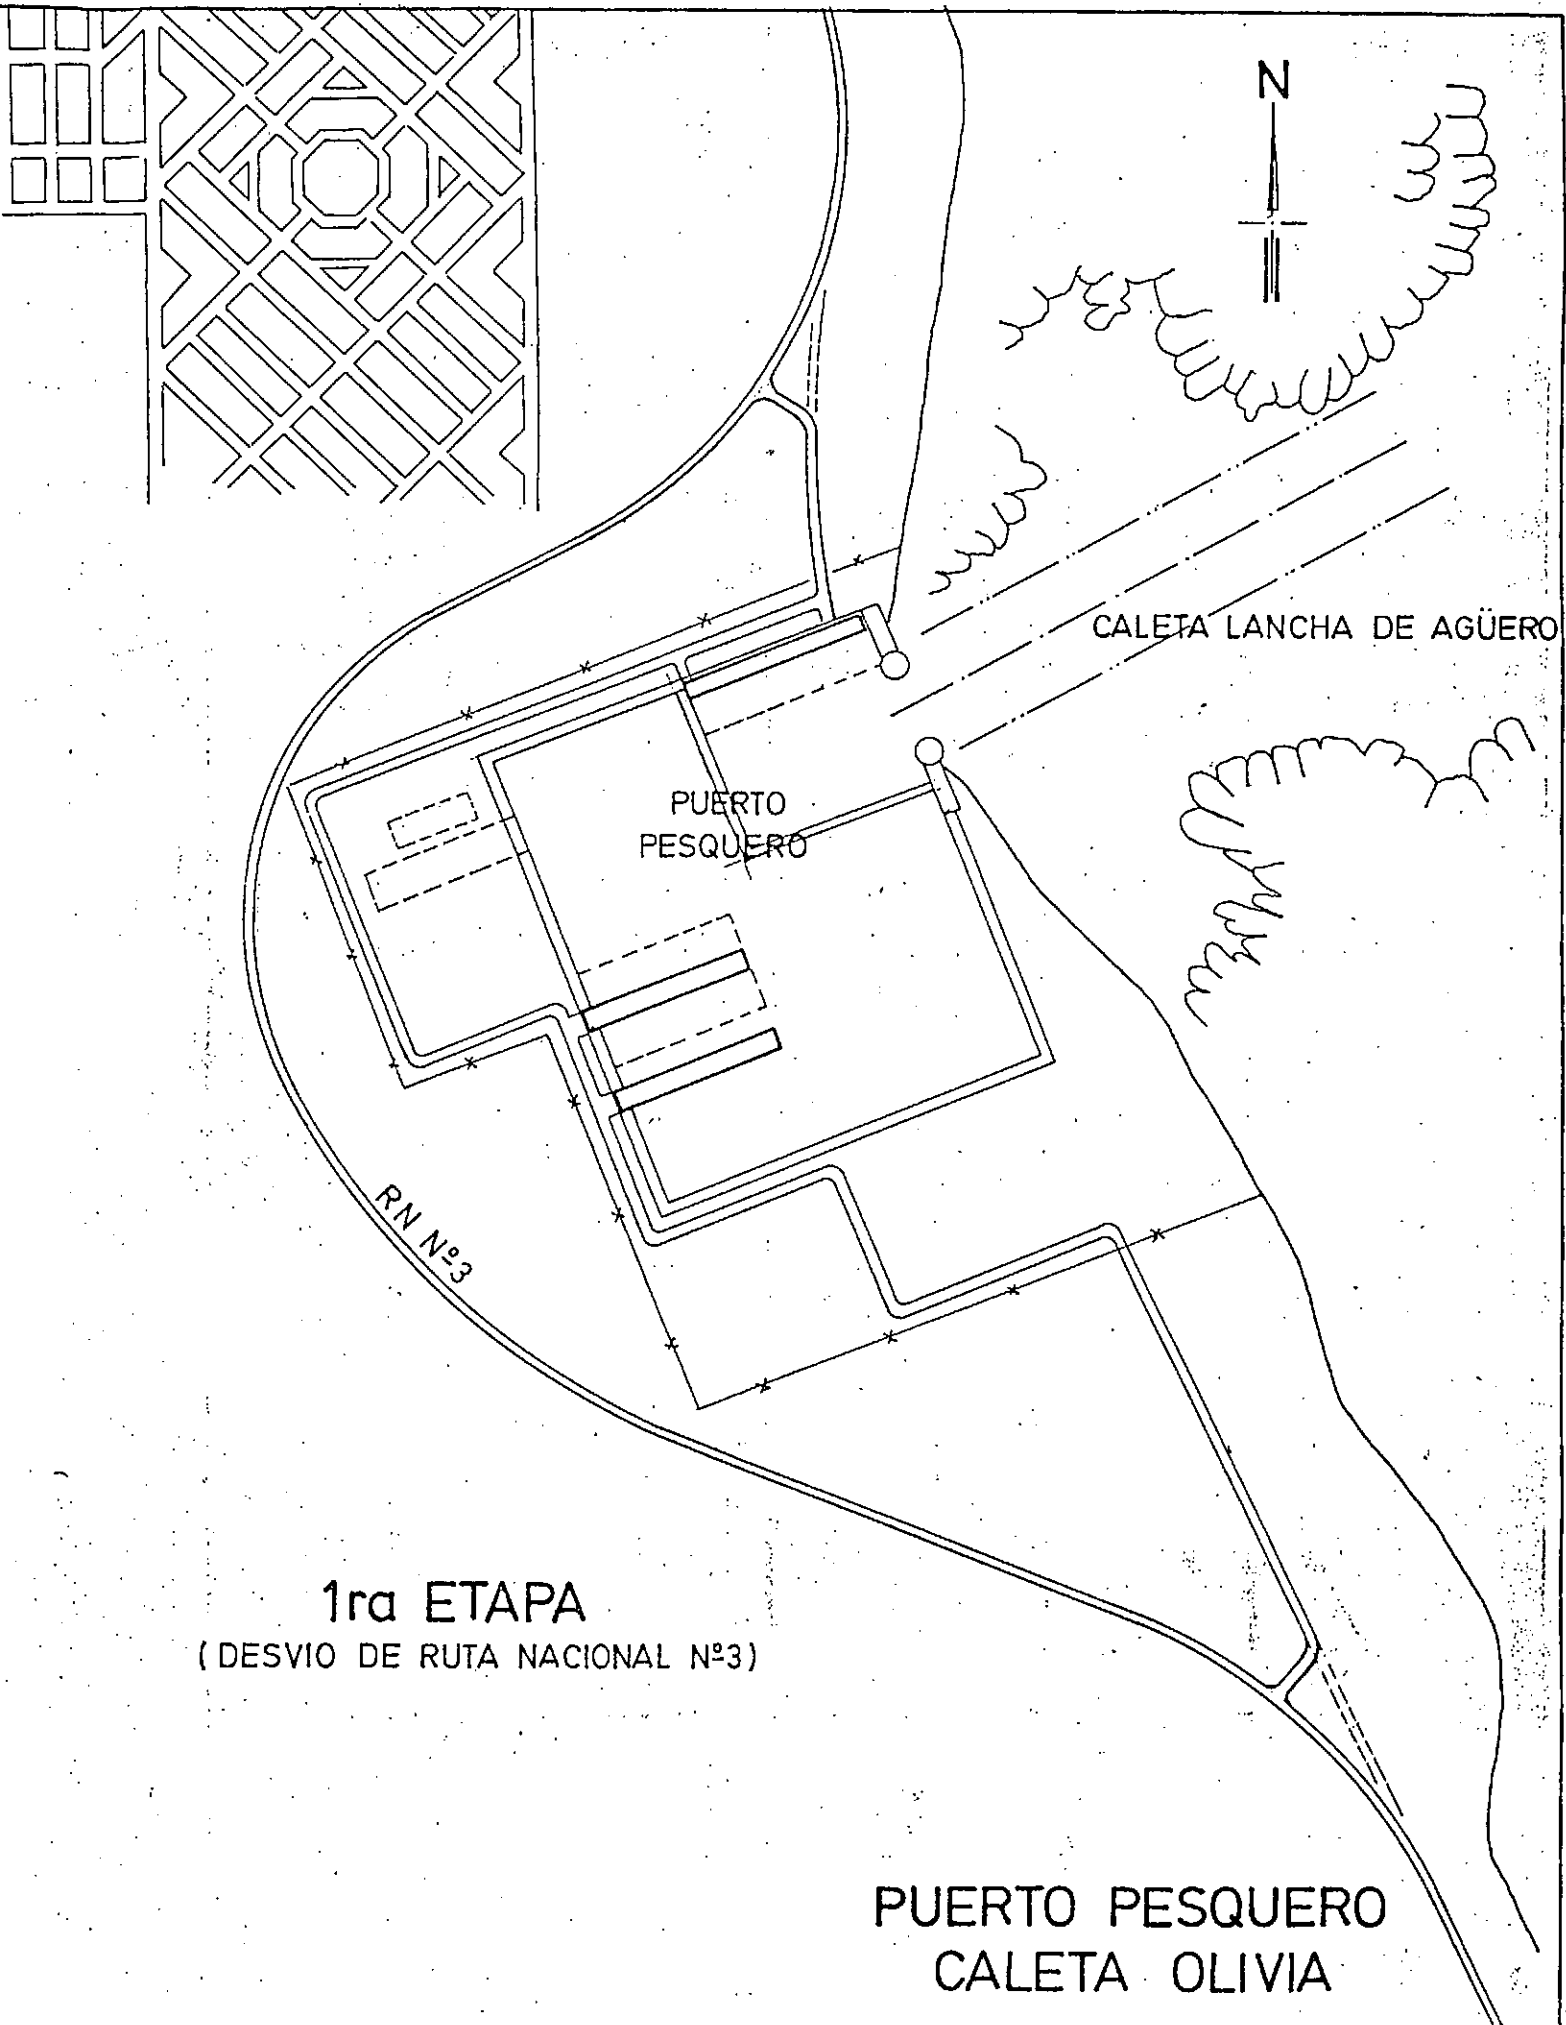 N
CALETA LANCHA DE AGÜERO
PUERTO
PESQUERO
RN Nº3
1ra ETAPA
(DESVIO DE RUTA NACIONAL Nº3)
PUERTO PESQUERO
CALETA OLIVIA